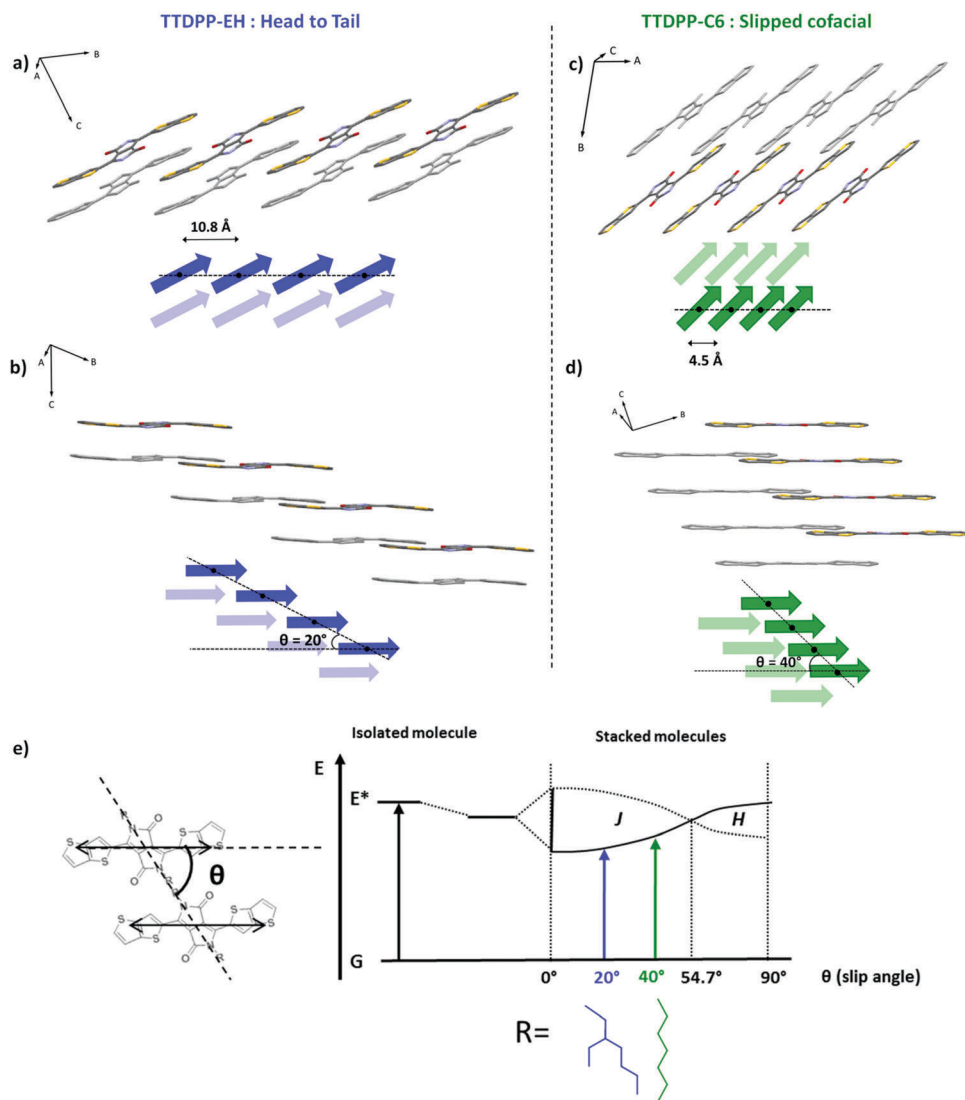 TTDPP-EH : Head to Tail
TTDPP-C6 : Slipped cofacial
a)
A
B
C
10.8 Å
c)
C
A
B
4.5 Å
b)
A
B
C
θ = 20°
d)
C
A
B
θ = 40°
e)
Isolated molecule
Stacked molecules
E
E*
J
H
G
0°
20°
40°
54.7°
90°
θ (slip angle)
R
N
O
S
S
S
S
O
N
R
θ
R
N
O
S
S
S
S
O
N
R
R=